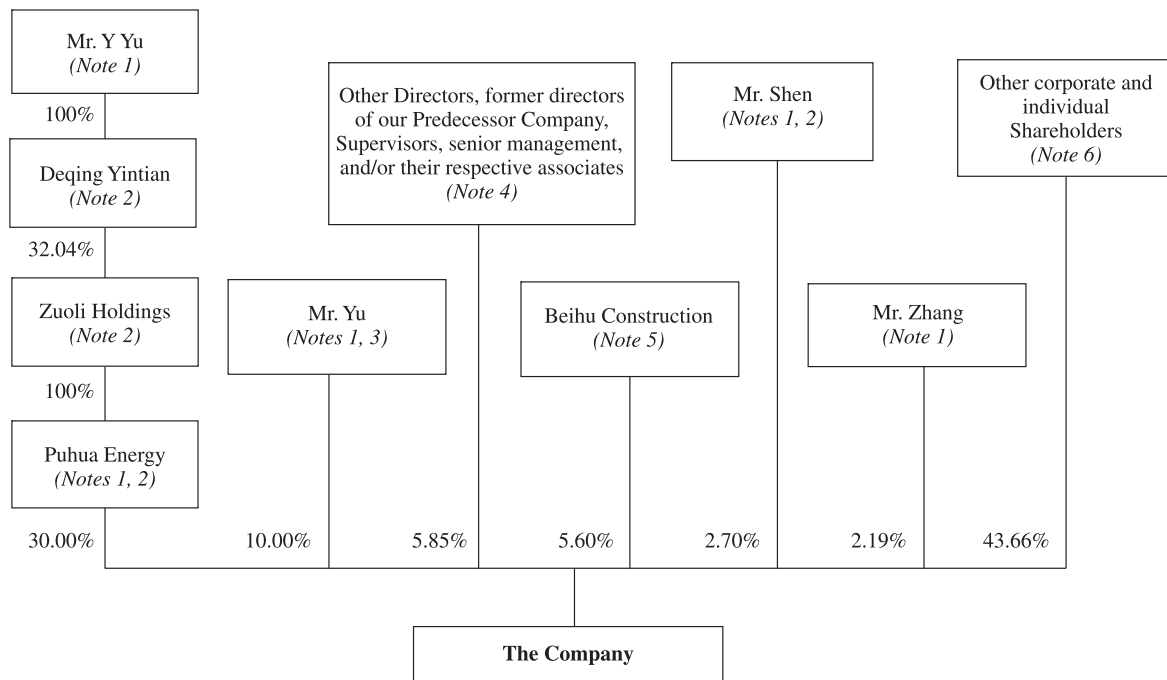 Mr. Y Yu
(Note 1)
100%
Deqing Yintian
(Note 2)
32.04%
Zuoli Holdings
(Note 2)
100%
Puhua Energy
(Notes 1, 2)
30.00%
Mr. Yu
(Notes 1, 3)
10.00%
Other Directors, former directors
of our Predecessor Company,
Supervisors, senior management,
and/or their respective associates
(Note 4)
5.85%
Beihu Construction
(Note 5)
5.60%
Mr. Shen
(Notes 1, 2)
2.70%
Mr. Zhang
(Note 1)
2.19%
Other corporate and
individual
Shareholders
(Note 6)
43.66%
The Company